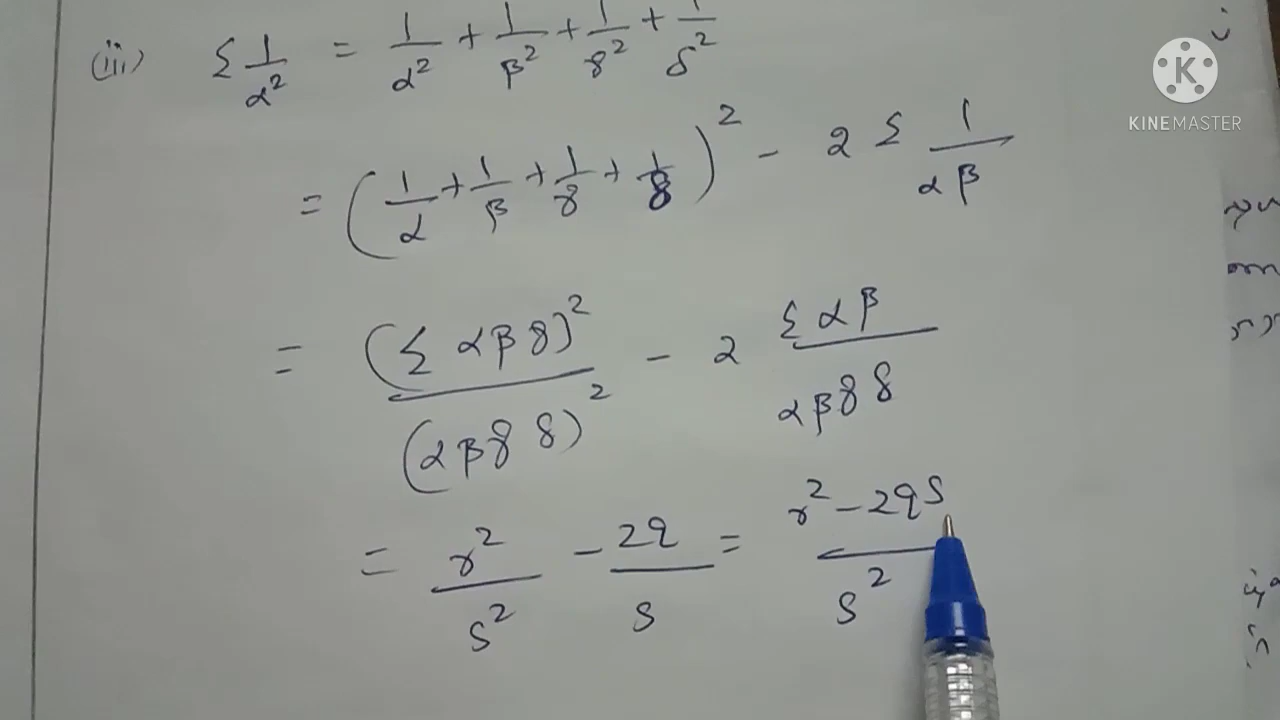 (iii) Σ 1/α² = 1/α² + 1/β² + 1/γ² + 1/δ²
= (1/α + 1/β + 1/γ + 1/δ)² - 2 Σ 1/αβ
= (Σ αβγ)²/(αβγδ)² - 2 Σαβ/αβγδ
= r²/s² - 2q/s = r² - 2qs/s²
K
KINEMASTER